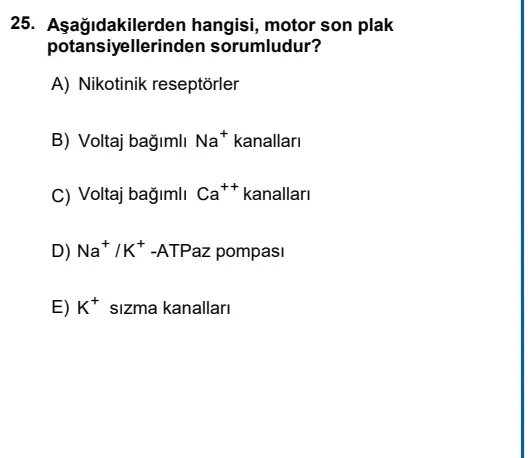 25. Aşağıdakilerden hangisi, motor son plak
potansiyellerinden sorumludur?
A) Nikotinik reseptörler
B) Voltaj bağımlı Na⁺ kanalları
C) Voltaj bağımlı Ca⁺⁺ kanalları
D) Na⁺ / K⁺ -ATPaz pompası
E) K⁺ sızma kanalları